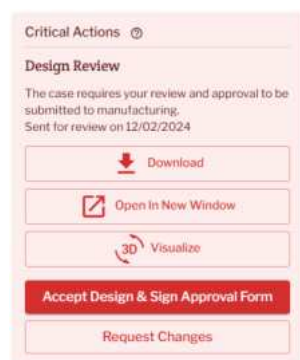 Critical Actions ?
Design Review
The case requires your review and approval to be
submitted to manufacturing.
Sent for review on 12/02/2024
Download
Open In New Window
3D Visualize
Accept Design & Sign Approval Form
Request Changes